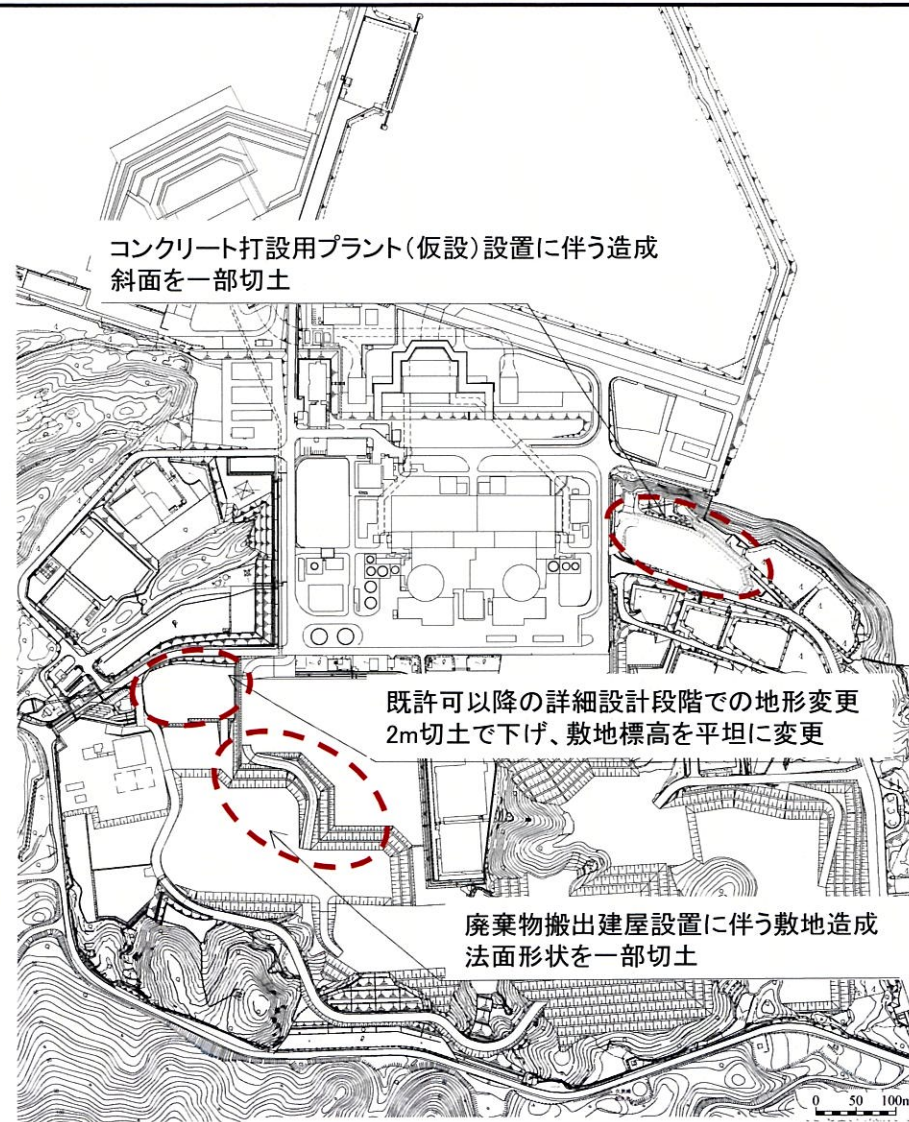 コンクリート打設用プラント（仮設）設置に伴う造成
斜面を一部切土
既許可以降の詳細設計段階での地形変更
2m切土で下げ、敷地標高を平坦に変更
廃棄物搬出建屋設置に伴う敷地造成
法面形状を一部切土
0 50 100m